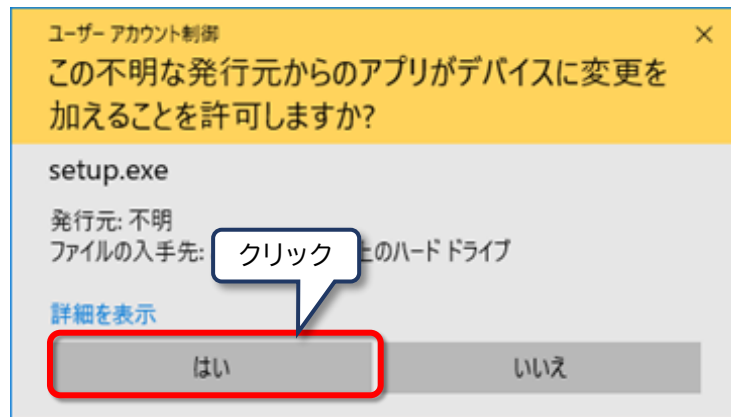 ユーザー アカウント制御
この不明な発行元からのアプリがデバイスに変更を
加えることを許可しますか?
setup.exe
発行元: 不明
ファイルの入手先: 上のハード ドライブ
クリック
詳細を表示
はい
いいえ